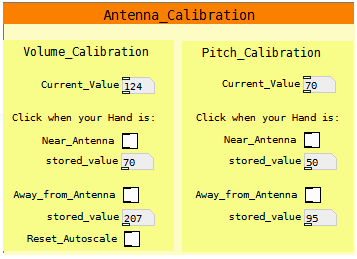 Antenna_Calibration
Volume_Calibration
Current_Value 124
Click when your Hand is:
Near_Antenna
stored_value 70
Away_from_Antenna
stored_value 207
Reset_Autoscale
Pitch_Calibration
Current_Value 70
Click when your Hand is:
Near_Antenna
stored_value 50
Away_from_Antenna
stored_value 95